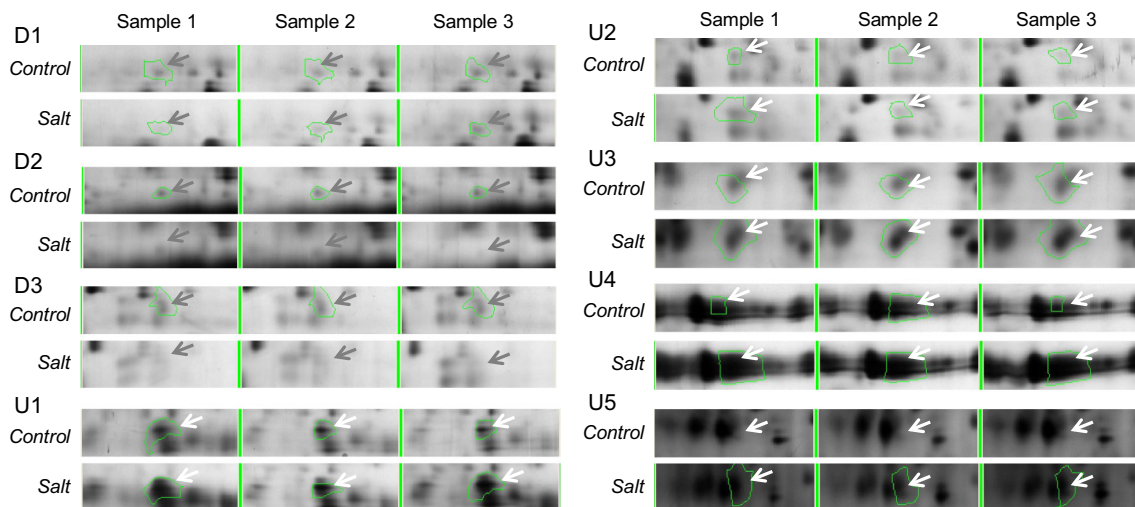 Sample 1 Sample 2 Sample 3
D1
Control
Salt
D2
Control
Salt
D3
Control
Salt
U1
Control
Salt
Sample 1 Sample 2 Sample 3
U2
Control
Salt
U3
Control
Salt
U4
Control
Salt
U5
Control
Salt